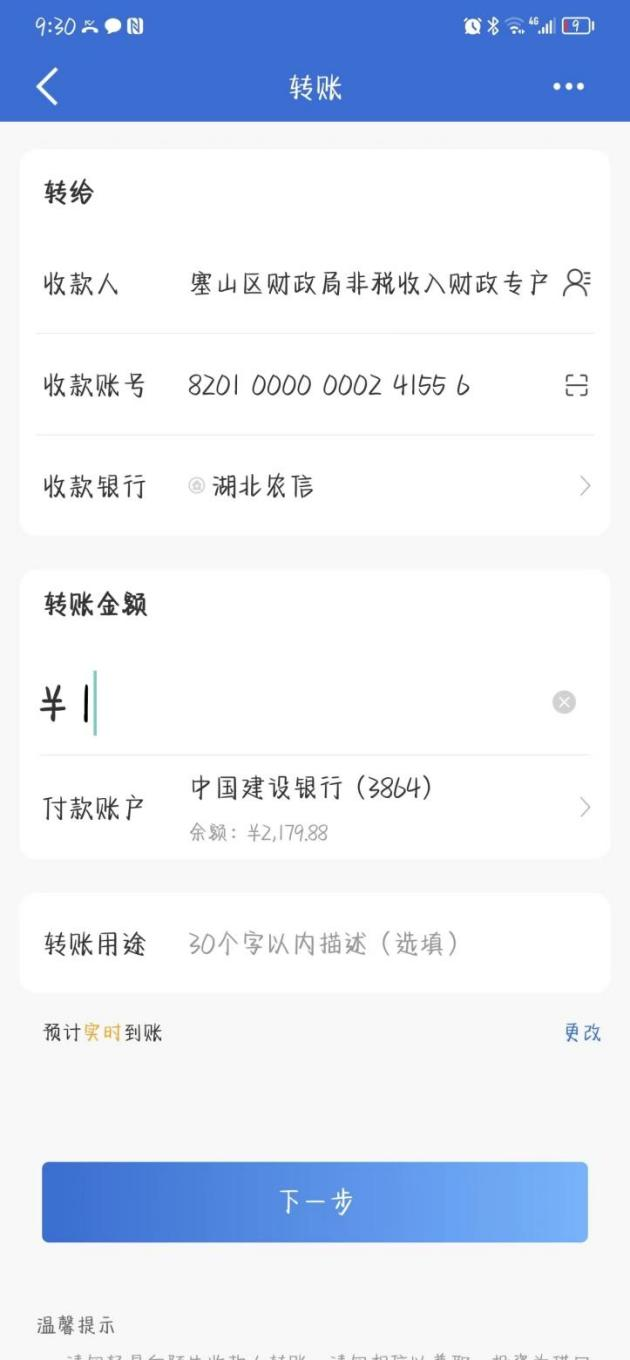 9:30
4G
9
转账
转给
收款人 塞山区财政局非税收入财政专户
收款账号 8201 0000 0002 4155 6
收款银行 湖北农信
转账金额
¥ 1
付款账户 中国建设银行（3864）
余额：¥2,179.88
转账用途 30个字以内描述（选填）
预计实时到账 更改
下一步
温馨提示